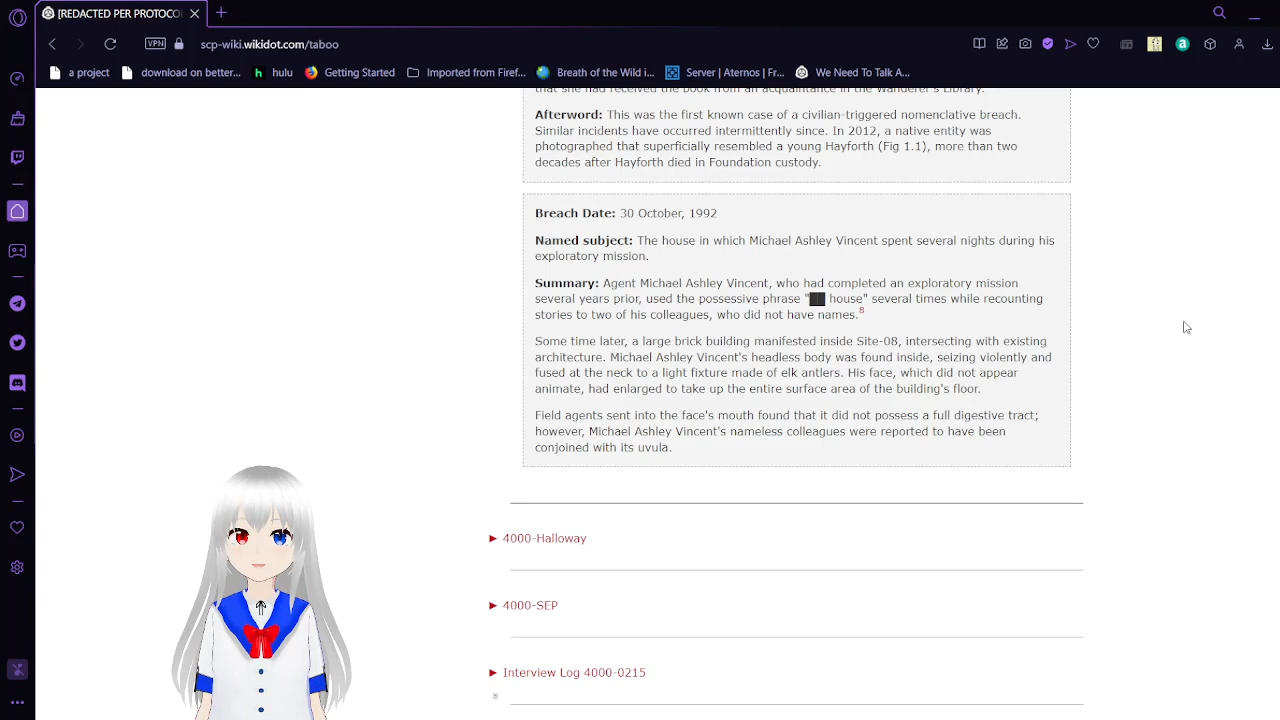 [REDACTED PER PROTOCO
VPN
scp-wiki.wikidot.com/taboo
a project
download on better...
hulu
Getting Started
Imported from Firef...
Breath of the Wild i...
Server | Aternos | Fr...
We Need To Talk A...
that she had received the book from an acquaintance in the Wanderer's Library.
Afterword: This was the first known case of a civilian-triggered nomenclative breach.
Similar incidents have occurred intermittently since. In 2012, a native entity was
photographed that superficially resembled a young Hayforth (Fig 1.1), more than two
decades after Hayforth died in Foundation custody.
Breach Date: 30 October, 1992
Named subject: The house in which Michael Ashley Vincent spent several nights during his
exploratory mission.
Summary: Agent Michael Ashley Vincent, who had completed an exploratory mission
several years prior, used the possessive phrase "██ house" several times while recounting
stories to two of his colleagues, who did not have names.8
Some time later, a large brick building manifested inside Site-08, intersecting with existing
architecture. Michael Ashley Vincent's headless body was found inside, seizing violently and
fused at the neck to a light fixture made of elk antlers. His face, which did not appear
animate, had enlarged to take up the entire surface area of the building's floor.
Field agents sent into the face's mouth found that it did not possess a full digestive tract;
however, Michael Ashley Vincent's nameless colleagues were reported to have been
conjoined with its uvula.
► 4000-Halloway
► 4000-SEP
► Interview Log 4000-0215